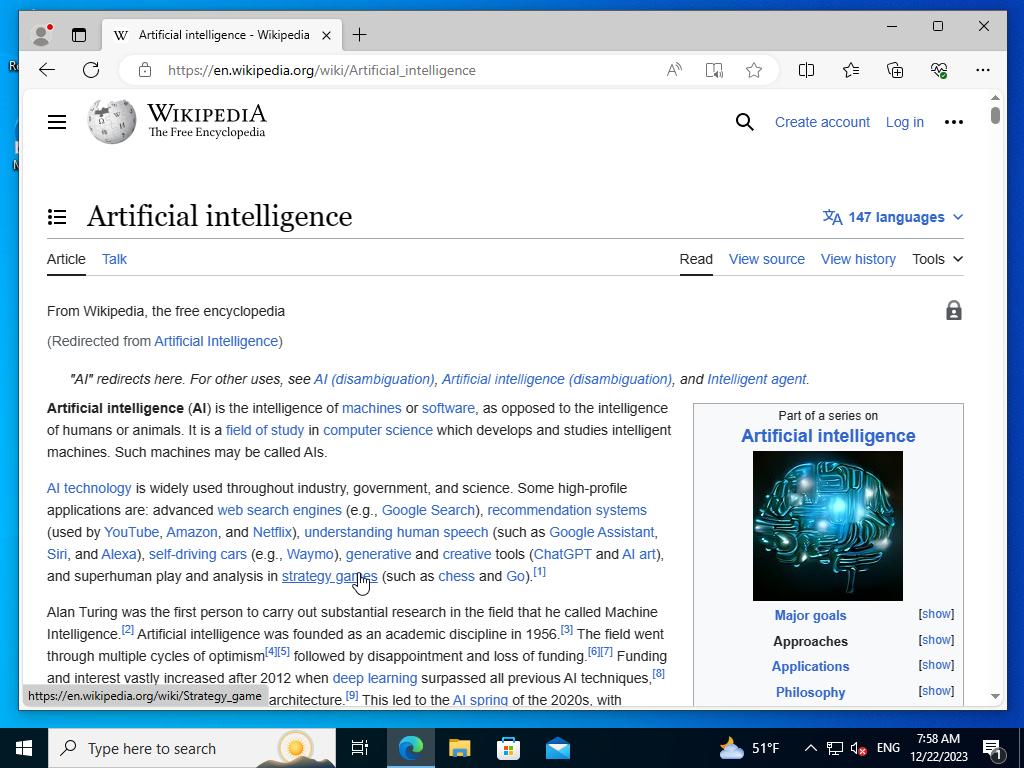 Artificial intelligence - Wikipedia
https://en.wikipedia.org/wiki/Artificial_intelligence
WIKIPEDIA
The Free Encyclopedia
Create account
Log in
Artificial intelligence
147 languages
Article
Talk
Read
View source
View history
Tools
From Wikipedia, the free encyclopedia
(Redirected from Artificial Intelligence)
"AI" redirects here. For other uses, see AI (disambiguation), Artificial intelligence (disambiguation), and Intelligent agent.
Artificial intelligence (AI) is the intelligence of machines or software, as opposed to the intelligence
of humans or animals. It is a field of study in computer science which develops and studies intelligent
machines. Such machines may be called AIs.
AI technology is widely used throughout industry, government, and science. Some high-profile
applications are: advanced web search engines (e.g., Google Search), recommendation systems
(used by YouTube, Amazon, and Netflix), understanding human speech (such as Google Assistant,
Siri, and Alexa), self-driving cars (e.g., Waymo), generative and creative tools (ChatGPT and AI art),
and superhuman play and analysis in strategy games (such as chess and Go).[1]
Alan Turing was the first person to carry out substantial research in the field that he called Machine
Intelligence.[2] Artificial intelligence was founded as an academic discipline in 1956.[3] The field went
through multiple cycles of optimism[4][5] followed by disappointment and loss of funding.[6][7] Funding
and interest vastly increased after 2012 when deep learning surpassed all previous AI techniques,[8]
architecture.[9] This led to the AI spring of the 2020s, with
https://en.wikipedia.org/wiki/Strategy_game
Part of a series on
Artificial intelligence
Major goals [show]
Approaches [show]
Applications [show]
Philosophy [show]
Type here to search
51°F
ENG
7:58 AM
12/22/2023
1